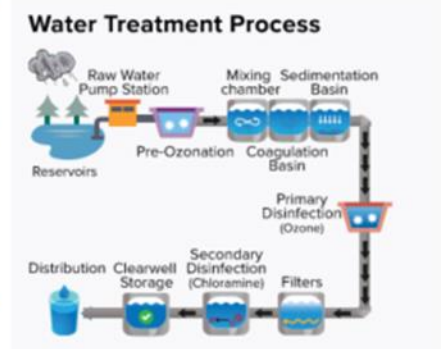 Water Treatment Process
Raw Water
Pump Station
Mixing
chamber
Sedimentation
Basin
Reservoirs
Pre-Ozonation
Coagulation
Basin
Primary
Disinfection
(Ozone)
Distribution
Clearwell
Storage
Secondary
Disinfection
(Chloramine)
Filters